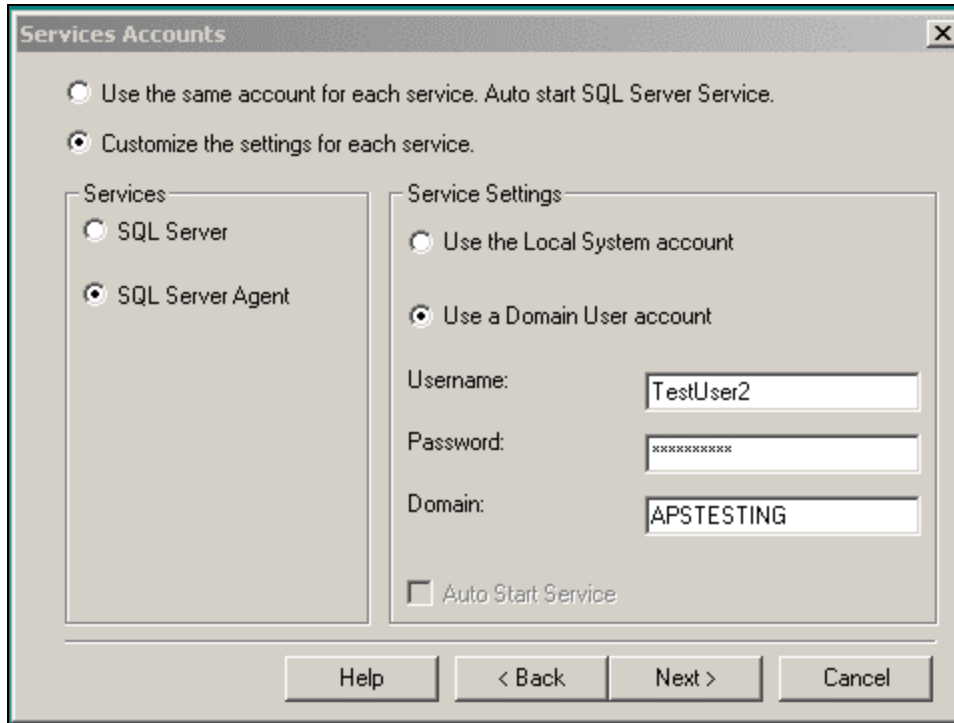 Services Accounts
Use the same account for each service. Auto start SQL Server Service.
Customize the settings for each service.
Services
SQL Server
SQL Server Agent
Service Settings
Use the Local System account
Use a Domain User account
Username:
TestUser2
Password:
**********
Domain:
APSTESTING
Auto Start Service
Help
< Back
Next >
Cancel